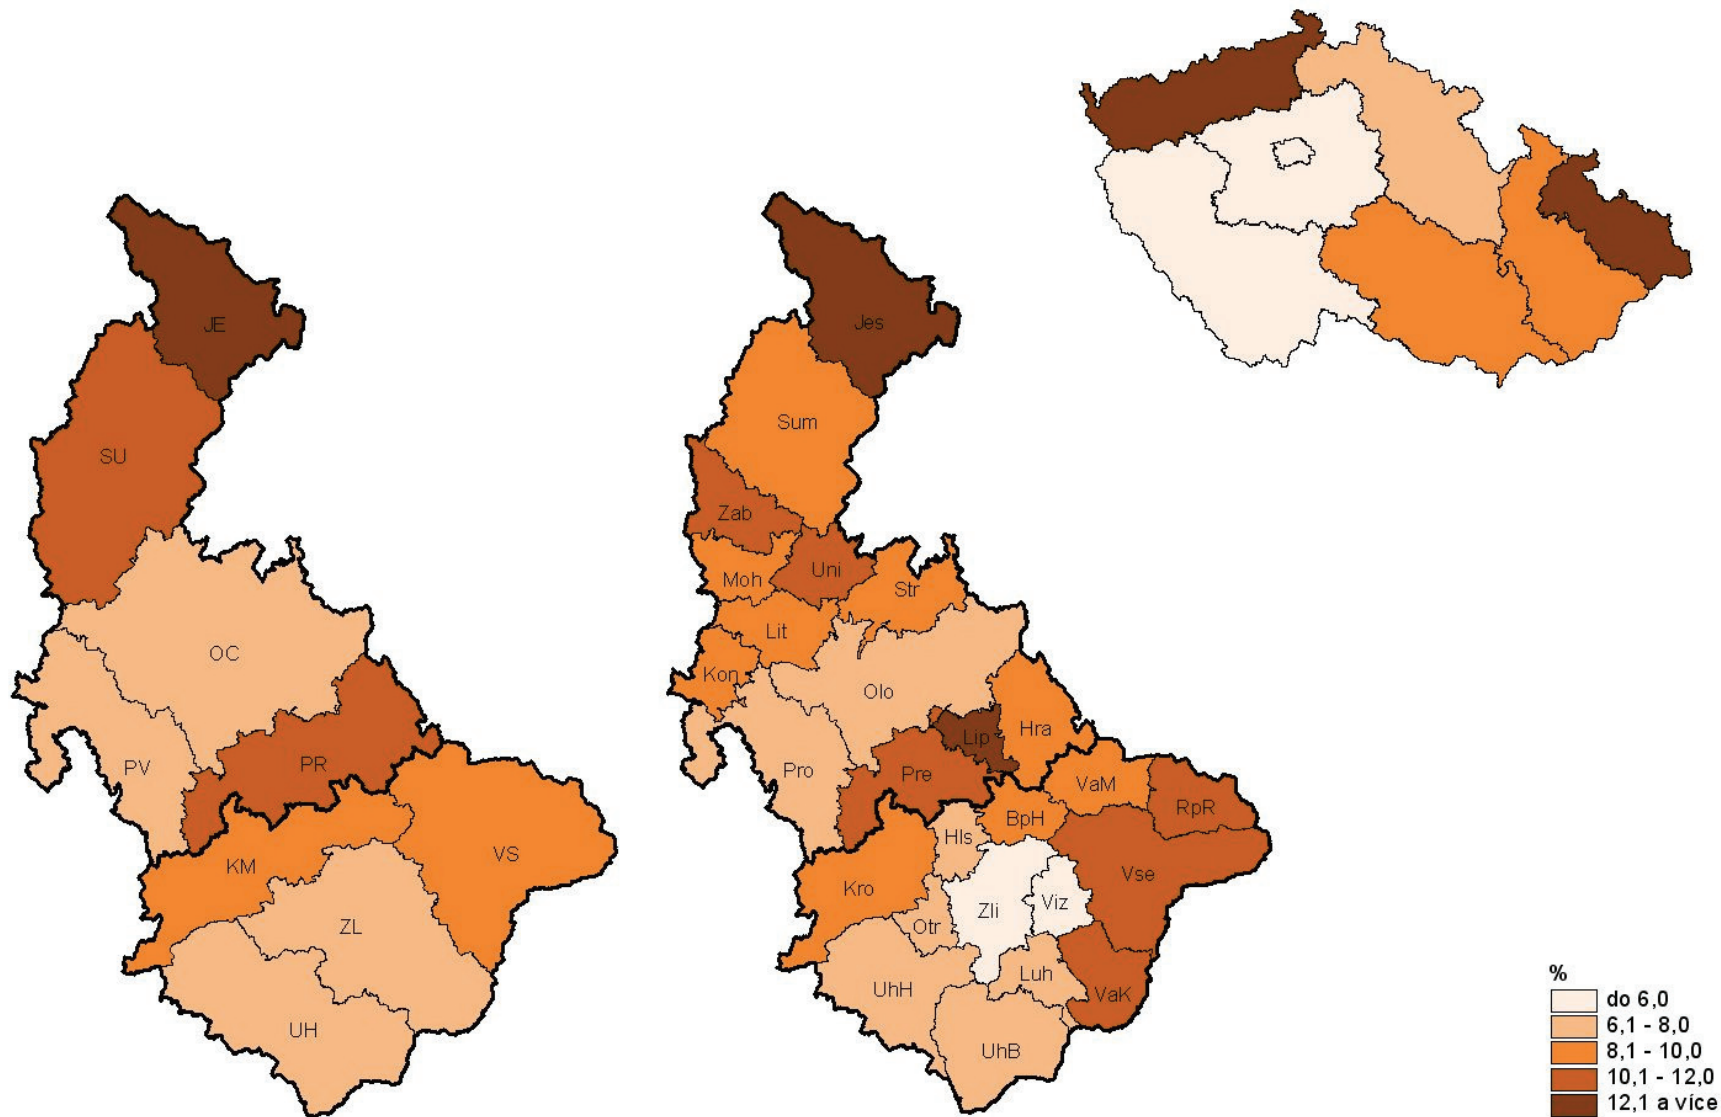 JE
SU
OC
PV
PR
KM
VS
ZL
UH
Jes
Sum
Zab
Moh
Uni
Str
Lit
Kon
Olo
Hra
Lip
Pro
Pre
VaM
RpR
BpH
Hls
Vse
Kro
Zli
Viz
Otr
UhH
Luh
VaK
UhB
%
do 6,0
6,1 - 8,0
8,1 - 10,0
10,1 - 12,0
12,1 a více